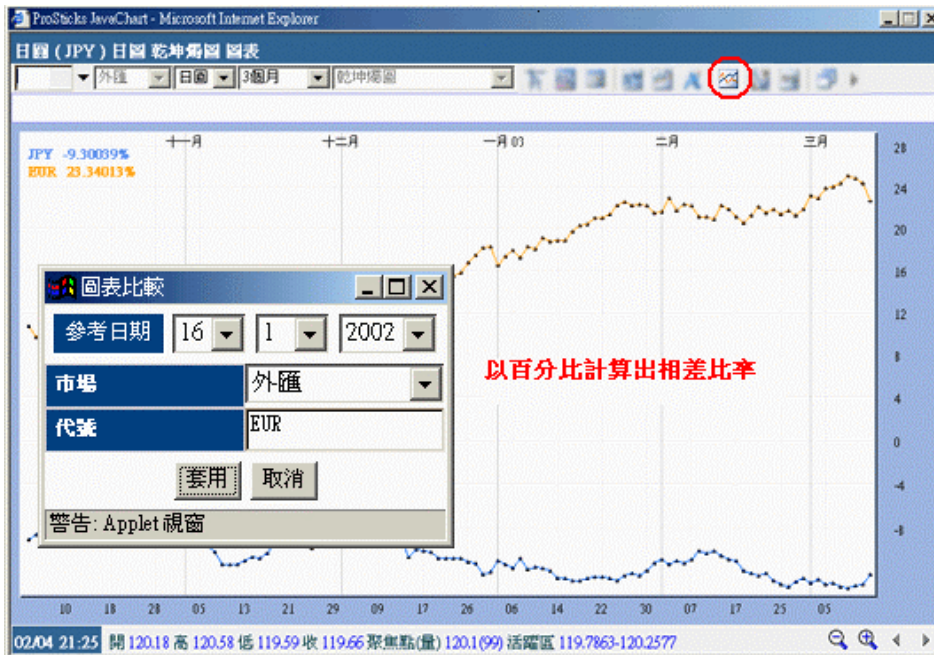 ProSticks JavaChart - Microsoft Internet Explorer
日圓 ( JPY ) 日圖 乾坤燭圖 圖表
外匯 日圓 3個月 乾坤燭圖
十一月 十二月 一月 03 二月 三月
JPY -9.30039%
EUR 23.34013%
28
24
20
16
12
8
4
0
-4
-8
圖表比較
參考日期 16 1 2002
市場 外匯
代號 EUR
套用 取消
警告: Applet 視窗
以百分比計算出相差比率
10 18 28 05 13 21 29 09 17 26 06 14 22 30 07 17 25 05
02/04 21:25 開 120.18 高 120.58 低 119.59 收 119.66 聚焦點(量) 120.1(99) 活躍區 119.7863-120.2577